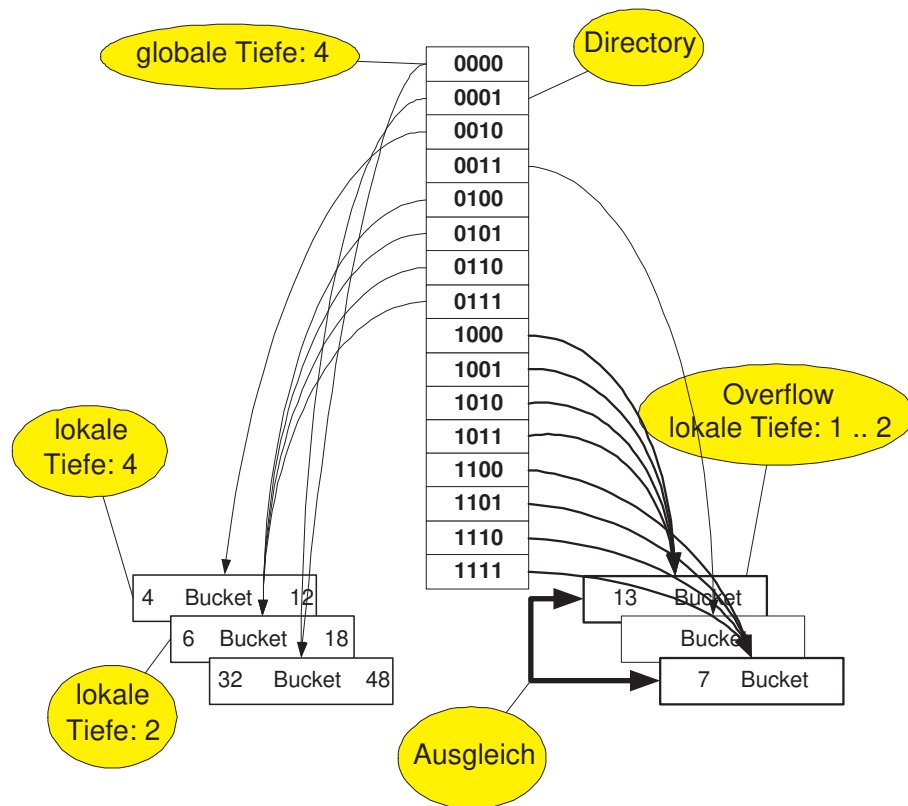 globale Tiefe: 4
Directory
0000
0001
0010
0011
0100
0101
0110
0111
1000
1001
1010
1011
1100
1101
1110
1111
Overflow
lokale Tiefe: 1 .. 2
lokale
Tiefe: 4
4 Bucket 12
6 Bucket 18
32 Bucket 48
lokale
Tiefe: 2
13 Bucket
Bucket
7 Bucket
Ausgleich